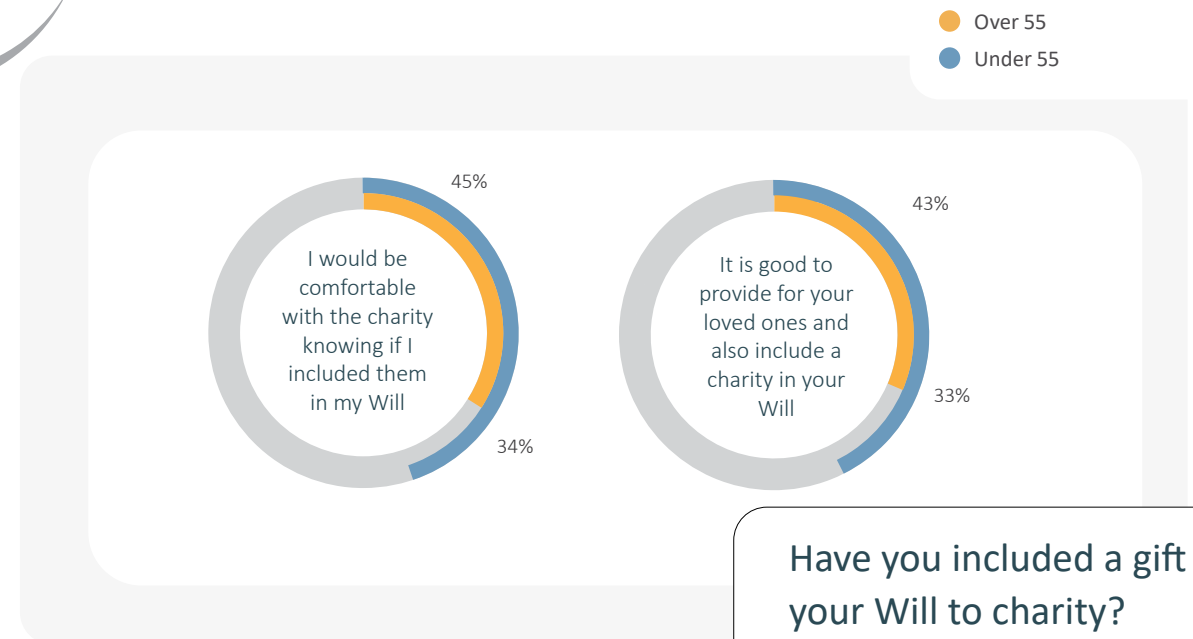 Over 55
Under 55
45%
I would be
comfortable
with the charity
knowing if I
included them
in my Will
34%
43%
It is good to
provide for your
loved ones and
also include a
charity in your
Will
33%
Have you included a gift
your Will to charity?